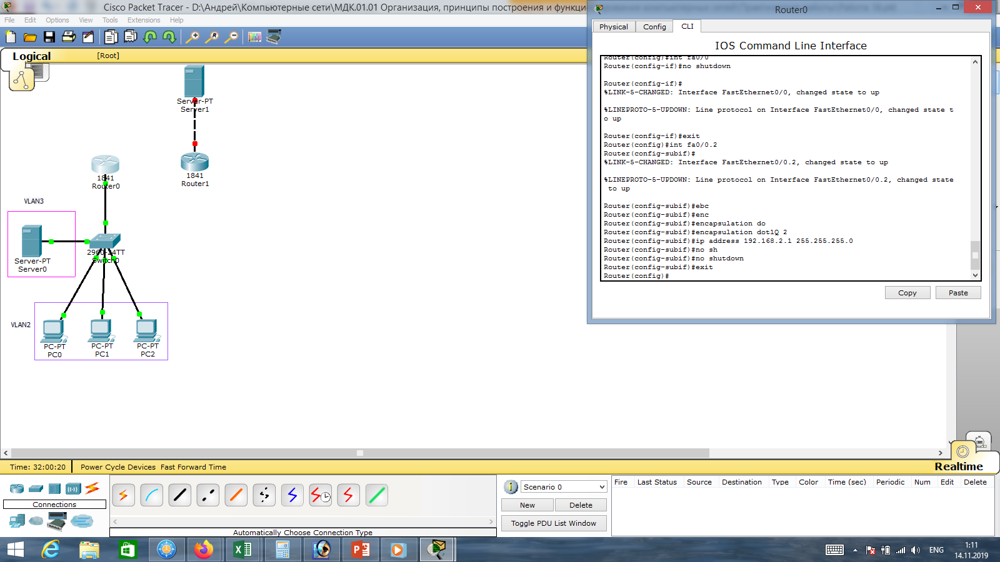 Cisco Packet Tracer - D:\Андрей\Компьютерные сети\МДК.01.01 Организация, принципы построения и функцио
File Edit Options View Tools Extensions Help
Logical
[Root]
Server-PT
Server1
1841
Router1
1841
Router0
VLAN3
Server-PT
Server0
2960-24TT
Switch0
VLAN2
PC-PT
PC0
PC-PT
PC1
PC-PT
PC2
Router0
Physical Config CLI
IOS Command Line Interface
Router(config)#int fa0/0
Router(config-if)#no shutdown
Router(config-if)#
%LINK-5-CHANGED: Interface FastEthernet0/0, changed state to up
%LINEPROTO-5-UPDOWN: Line protocol on Interface FastEthernet0/0, changed state t
o up
Router(config-if)#exit
Router(config)#int fa0/0.2
Router(config-subif)#
%LINK-5-CHANGED: Interface FastEthernet0/0.2, changed state to up
%LINEPROTO-5-UPDOWN: Line protocol on Interface FastEthernet0/0.2, changed state
to up
Router(config-subif)#ebc
Router(config-subif)#enc
Router(config-subif)#encapsulation do
Router(config-subif)#encapsulation dot1Q 2
Router(config-subif)#ip address 192.168.2.1 255.255.255.0
Router(config-subif)#no sh
Router(config-subif)#no shutdown
Router(config-subif)#exit
Router(config)#
Copy Paste
Realtime
Time: 32:00:20 Power Cycle Devices Fast Forward Time
Connections
Automatically Choose Connection Type
Scenario 0
New Delete
Toggle PDU List Window
Fire Last Status Source Destination Type Color Time (sec) Periodic Num Edit Delete
ENG
1:11
14.11.2019